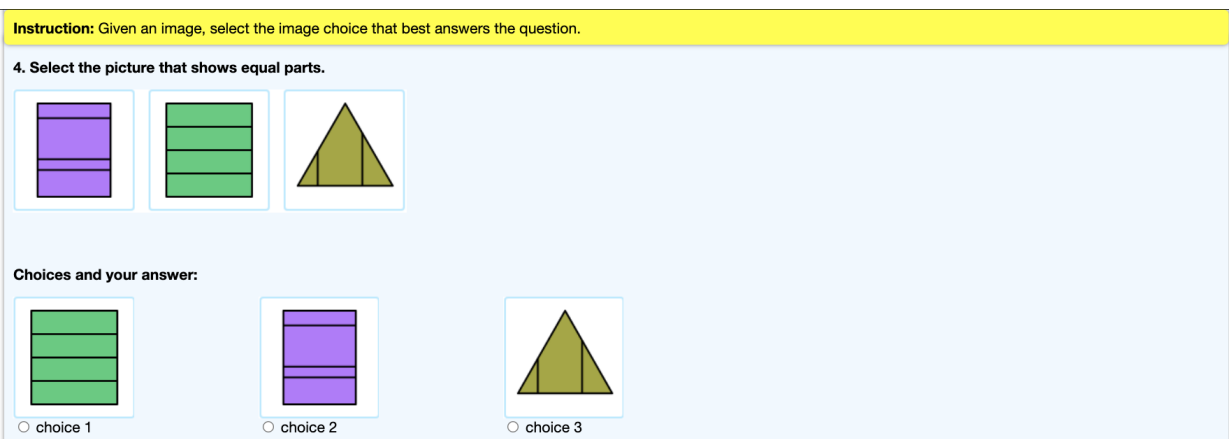 Instruction: Given an image, select the image choice that best answers the question.
4. Select the picture that shows equal parts.
Choices and your answer:
choice 1
choice 2
choice 3